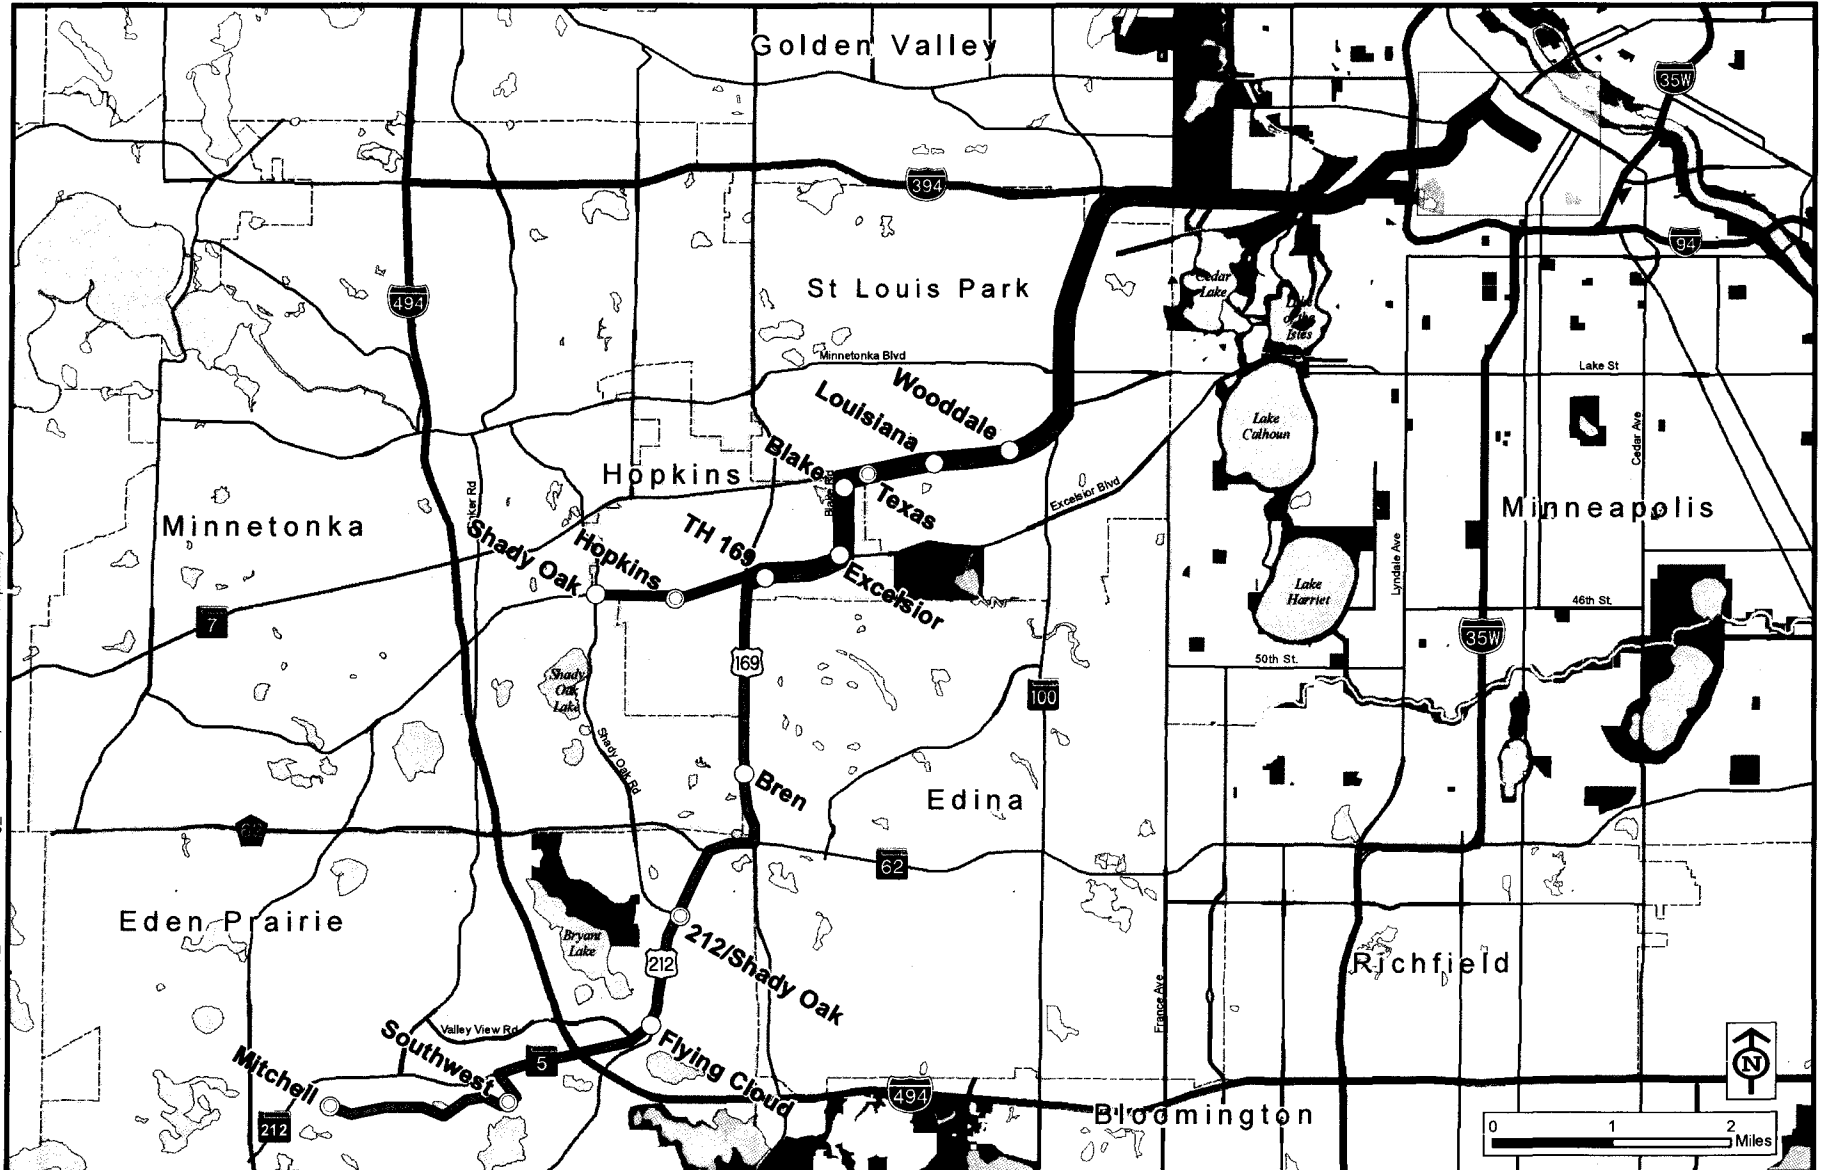 Golden Valley
35W
394
94
Cedar
Lake
St Louis Park
494
Lake
of the
Isles
Minnetonka Blvd
Lake St
Wooddale
Louisiana
Blake
Lake
Calhoun
Cedar Ave
Hopkins
Blake Rd
Texas
Excelsior Blvd
Minneapolis
Minnetonka
TH 169
Hopkins
Shady Oak
Excelsior
Lyndale Ave
Lake
Harriet
46th St.
7
35W
169
50th St.
Shady
Oak
Lake
100
Shady Oak Rd
Bren
Edina
62
Eden Prairie
Bryant
Lake
212/Shady Oak
212
Richfield
France Ave
Valley View Rd
Southwest
5
Flying Cloud
Mitchell
494
N
212
Bloomington
0 1 2
Miles